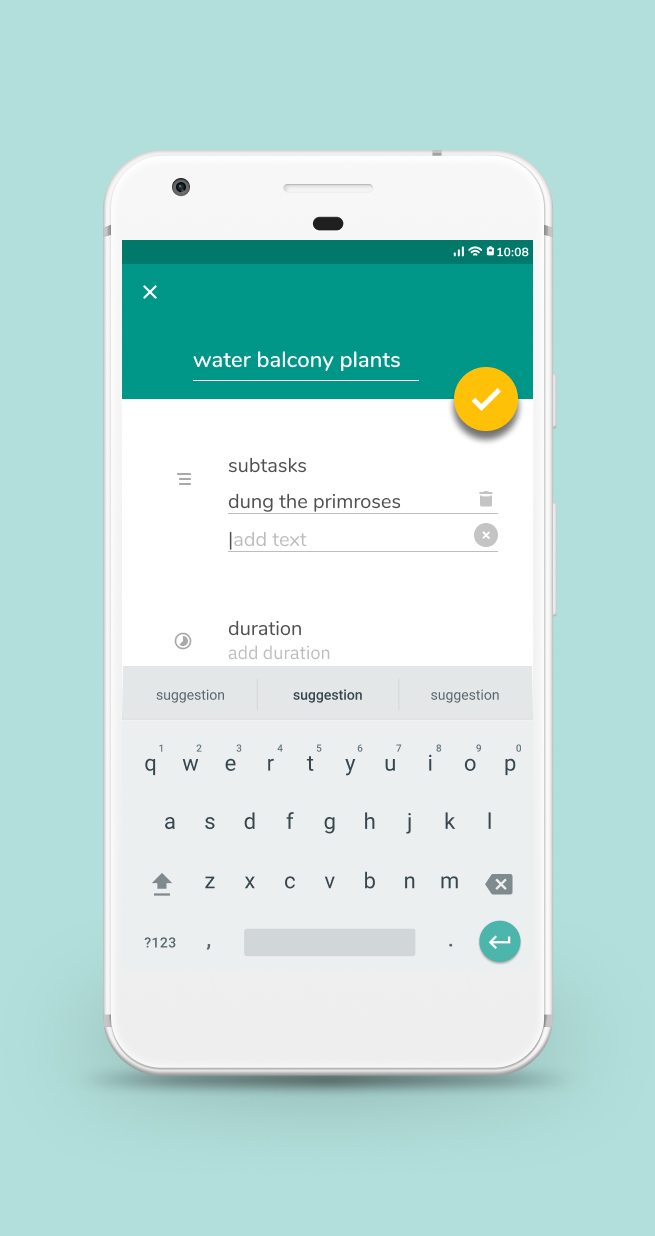 10:08
water balcony plants
subtasks
dung the primroses
add text
duration
add duration
suggestion suggestion suggestion
1 2 3 4 5 6 7 8 9 0
q w e r t y u i o p
a s d f g h j k l
z x c v b n m
?123 , .